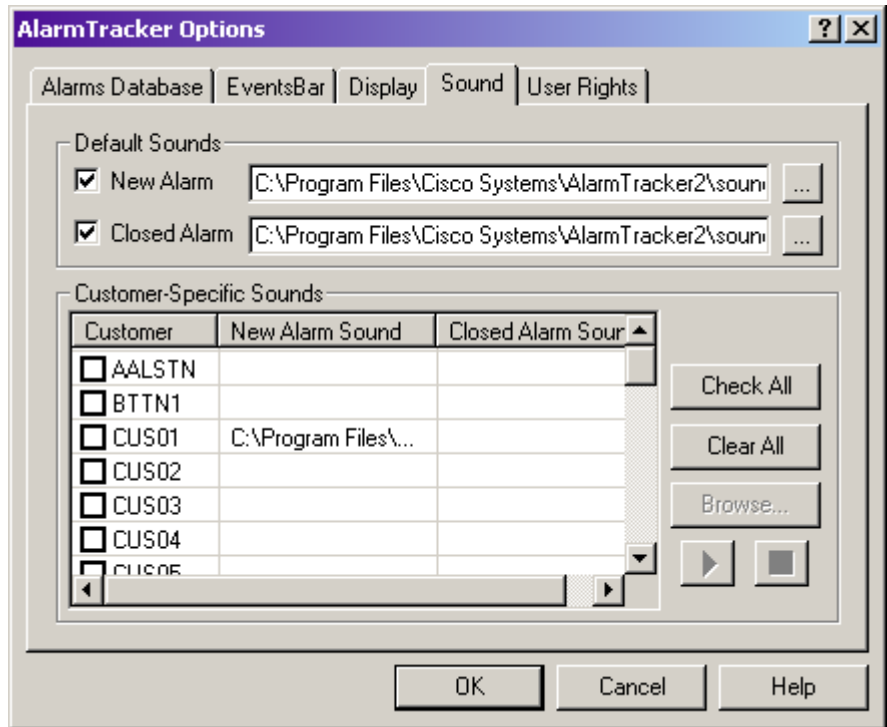 AlarmTracker Options
Alarms Database EventsBar Display Sound User Rights
Default Sounds
New Alarm C:\Program Files\Cisco Systems\AlarmTracker2\soun ...
Closed Alarm C:\Program Files\Cisco Systems\AlarmTracker2\soun ...
Customer-Specific Sounds
Customer New Alarm Sound Closed Alarm Soun
AALSTN
BTTN1
CUS01 C:\Program Files\...
CUS02
CUS03
CUS04
CUS05
Check All
Clear All
Browse...
OK Cancel Help